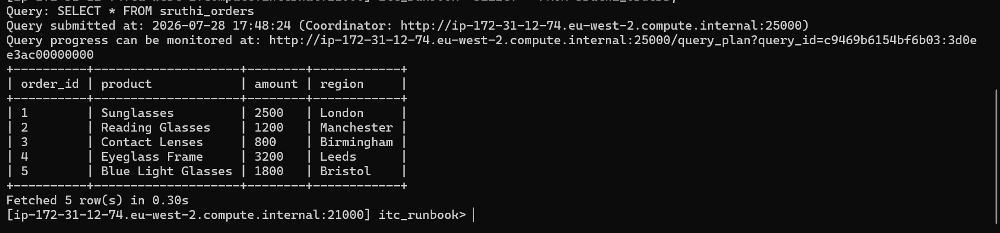 Query: SELECT * FROM sruthi_orders
Query submitted at: 2026-07-28 17:48:24 (Coordinator: http://ip-172-31-12-74.eu-west-2.compute.internal:25000)
Query progress can be monitored at: http://ip-172-31-12-74.eu-west-2.compute.internal:25000/query_plan?query_id=c9469b6154bf6b03:3d0e
e3ac00000000
+----------+--------------------+--------+------------+
| order_id | product            | amount | region     |
+----------+--------------------+--------+------------+
| 1        | Sunglasses         | 2500   | London     |
| 2        | Reading Glasses    | 1200   | Manchester |
| 3        | Contact Lenses     | 800    | Birmingham |
| 4        | Eyeglass Frame     | 3200   | Leeds      |
| 5        | Blue Light Glasses | 1800   | Bristol    |
+----------+--------------------+--------+------------+
Fetched 5 row(s) in 0.30s
[ip-172-31-12-74.eu-west-2.compute.internal:21000] itc_runbook>